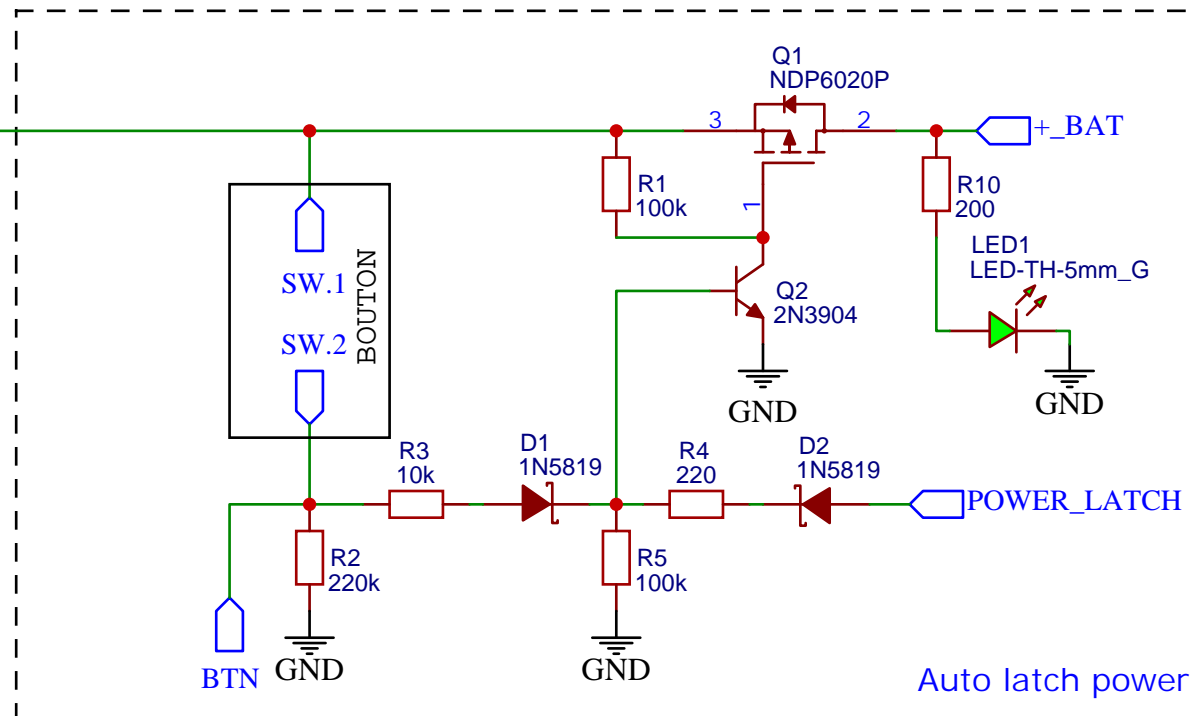 Q1
NDP6020P
3
2
+_BAT
R1
100k
1
R10
200
SW.1
BOUTON
LED1
LED-TH-5mm_G
Q2
2N3904
SW.2
GND
GND
R3
10k
D1
1N5819
R4
220
D2
1N5819
POWER_LATCH
R2
220k
R5
100k
BTN
GND
GND
Auto latch power